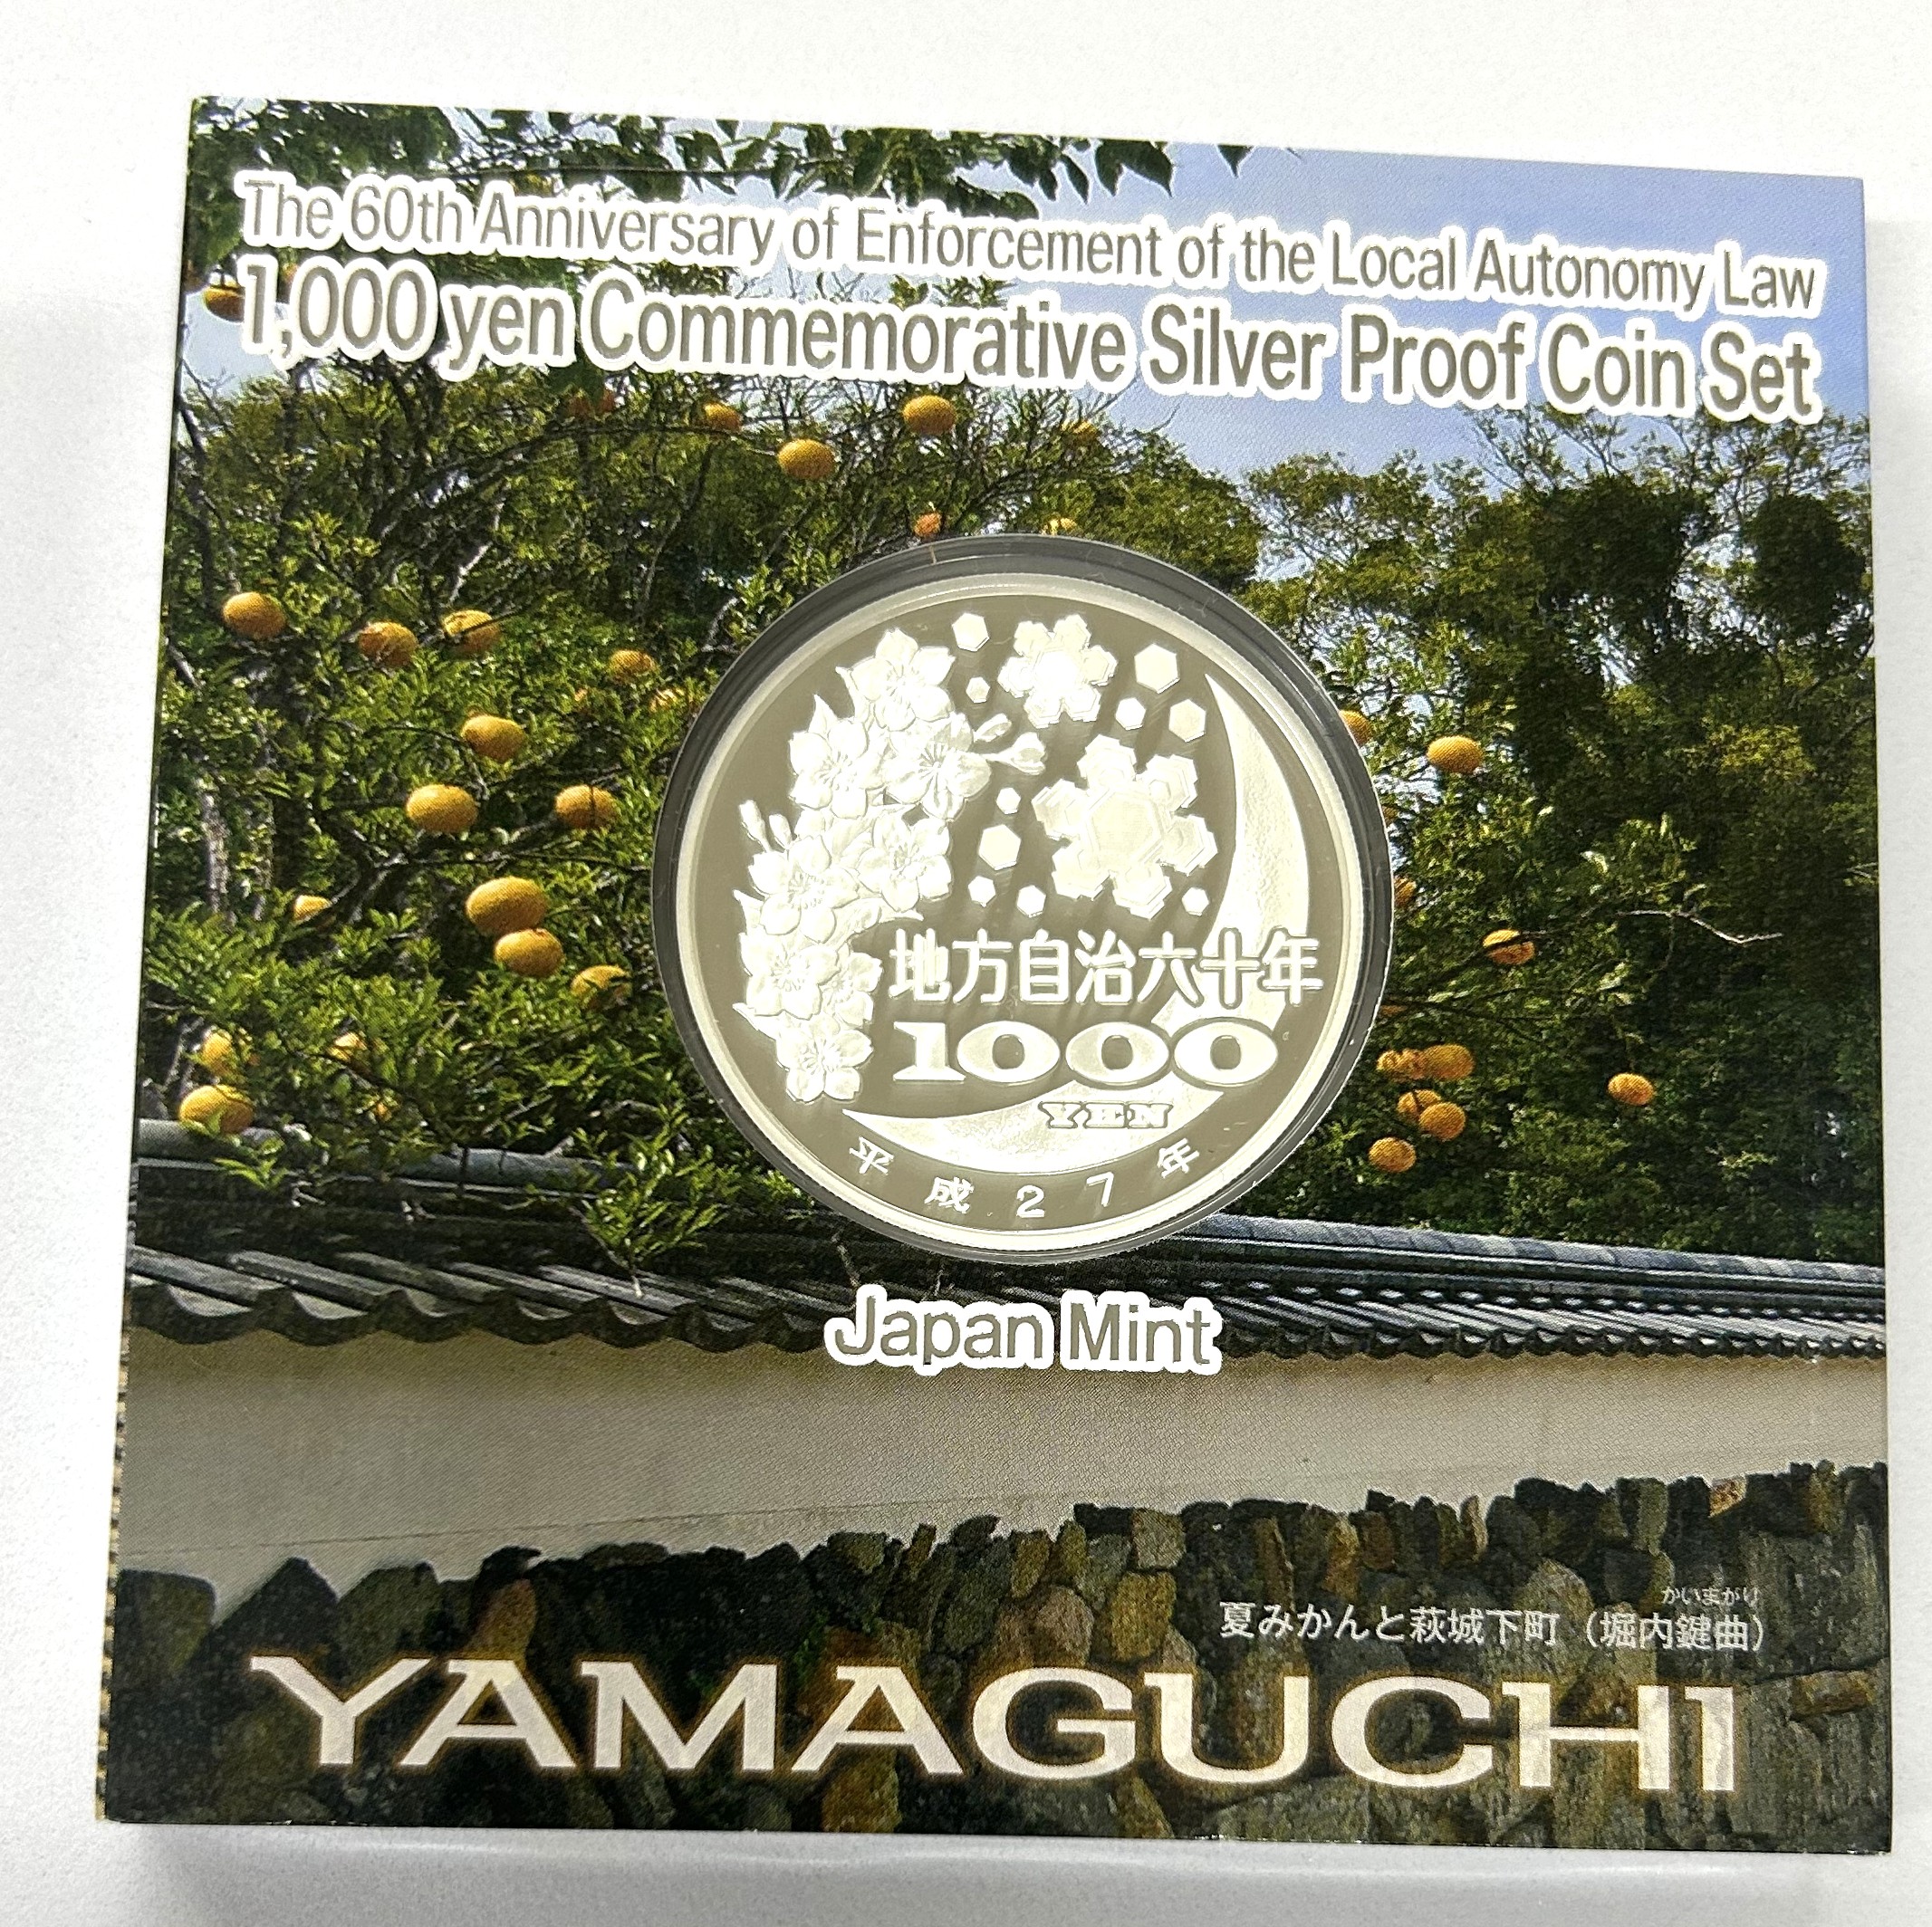 The 60th Anniversary of Enforcement of the Local Autonomy Law
1,000 yen Commemorative Silver Proof Coin Set
地方自治六十年
1000
YEN
平成27年
Japan Mint
かいまがり
夏みかんと萩城下町（堀内鍵曲）
YAMAGUCHI